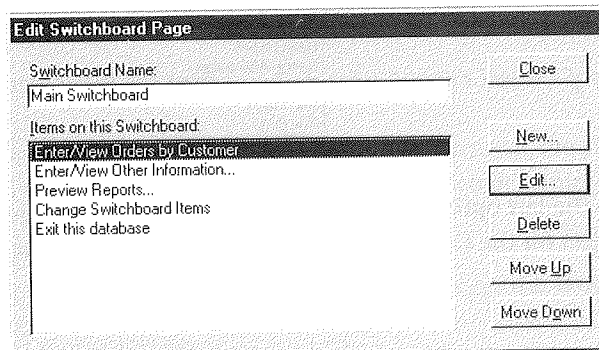 Edit Switchboard Page
Switchboard Name:
Close
Main Switchboard
Items on this Switchboard:
New...
Enter/View Orders by Customer
Enter/View Other Information...
Edit...
Preview Reports...
Change Switchboard Items
Delete
Exit this database
Move Up
Move Down